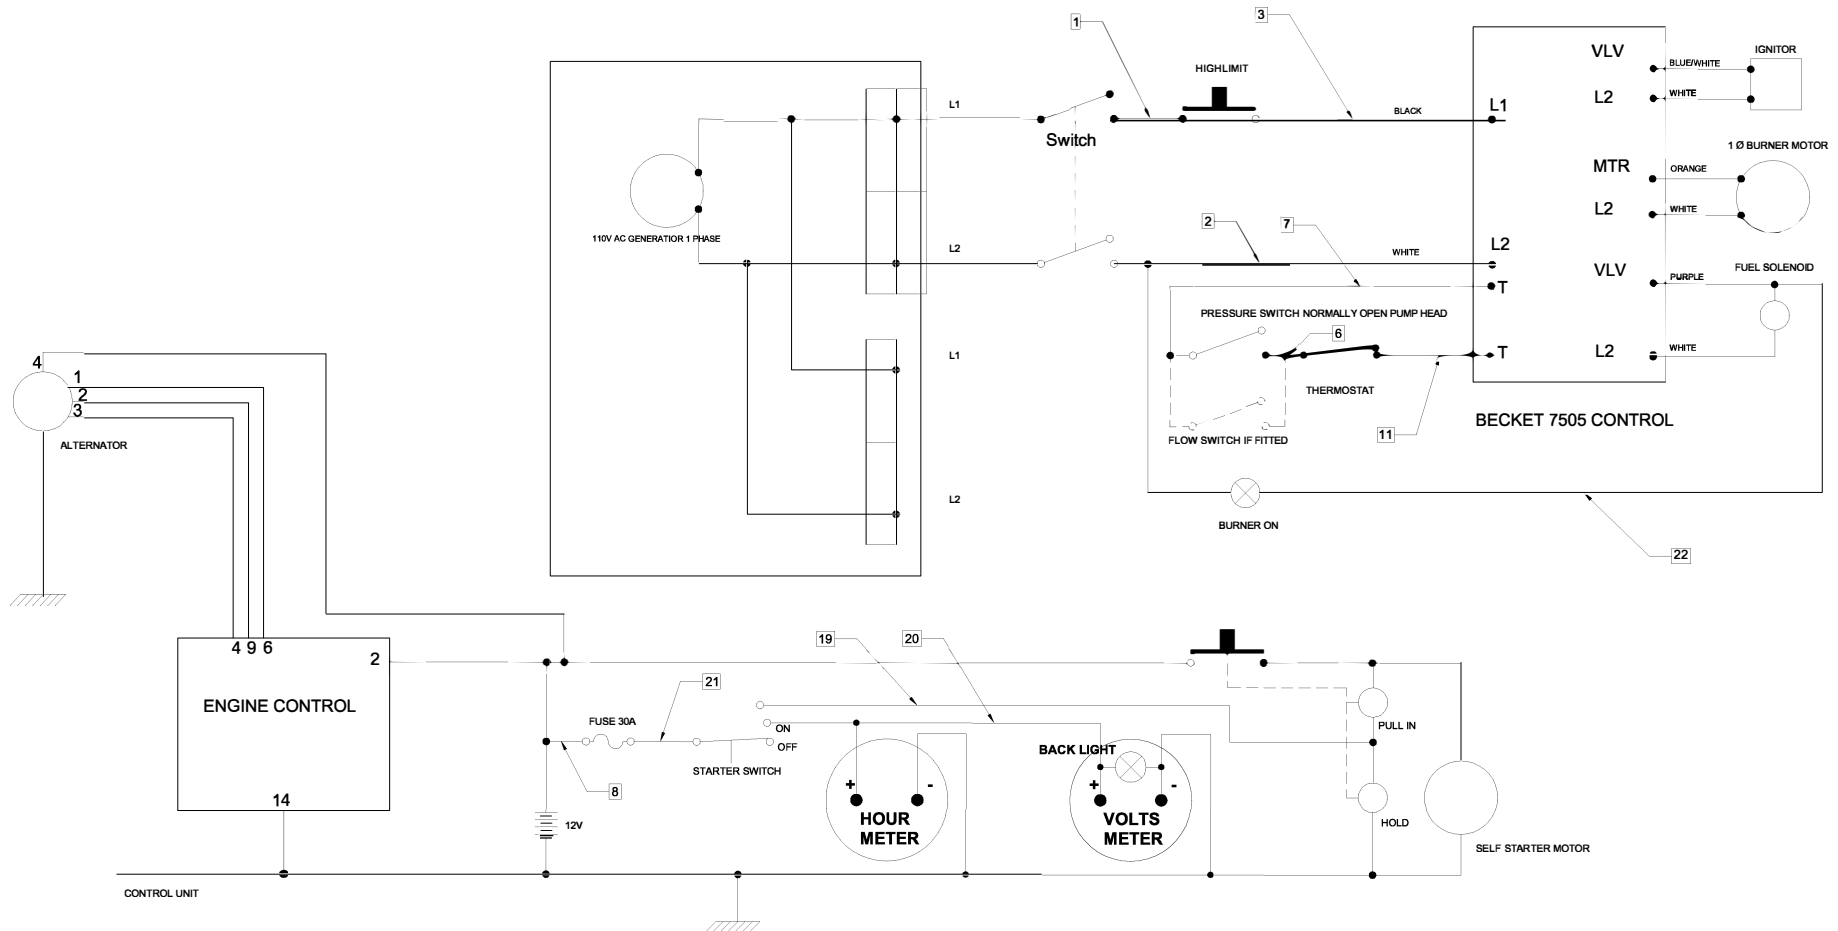 1
3
VLV
IGNITOR
BLUE/WHITE
HIGHLIMIT
L1
L1
L2
WHITE
BLACK
Switch
1 Ø BURNER MOTOR
MTR
ORANGE
L2
WHITE
2
7
110V AC GENERATIOR 1 PHASE
L2
WHITE
L2
VLV
PURPLE
FUEL SOLENOID
T
PRESSURE SWITCH NORMALLY OPEN PUMP HEAD
6
L1
T
L2
WHITE
THERMOSTAT
4
1
2
3
ALTERNATOR
11
BECKET 7505 CONTROL
FLOW SWITCH IF FITTED
L2
BURNER ON
22
4 9 6
2
19
20
21
ENGINE CONTROL
FUSE 30A
ON
OFF
PULL IN
BACK LIGHT
STARTER SWITCH
8
+
-
+
-
14
12V
HOUR
METER
VOLTS
METER
HOLD
SELF STARTER MOTOR
CONTROL UNIT